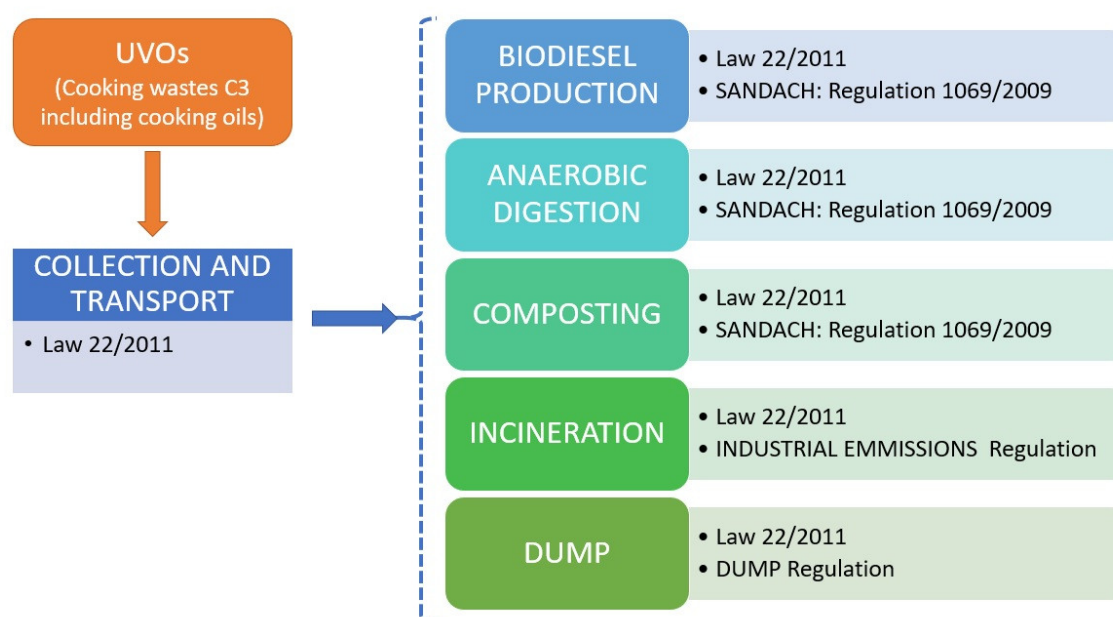 UVOs
(Cooking wastes C3
including cooking oils)
COLLECTION AND
TRANSPORT
• Law 22/2011
BIODIESEL
PRODUCTION
• Law 22/2011
• SANDACH: Regulation 1069/2009
ANAEROBIC
DIGESTION
• Law 22/2011
• SANDACH: Regulation 1069/2009
COMPOSTING
• Law 22/2011
• SANDACH: Regulation 1069/2009
INCINERATION
• Law 22/2011
• INDUSTRIAL EMMISSIONS Regulation
DUMP
• Law 22/2011
• DUMP Regulation